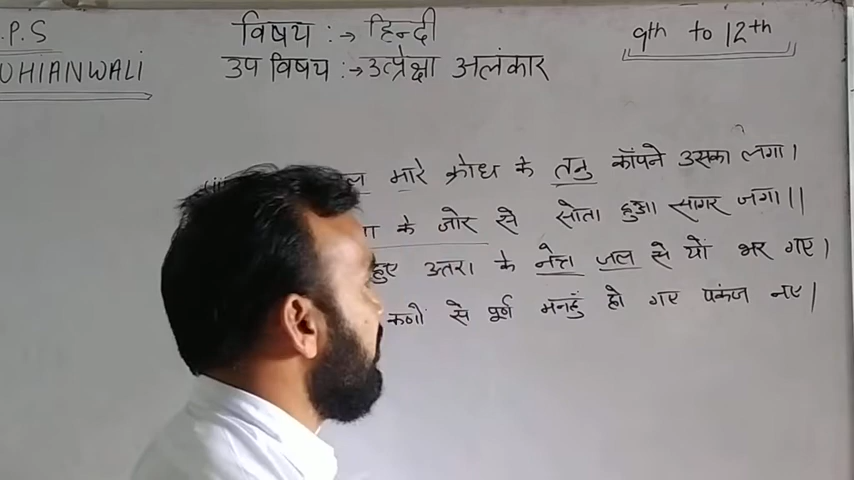 .P.S
UHIANWALI
विषय :→ हिन्दी
उप विषय :→ उत्प्रेक्षा अलंकार
9th to 12th
मारे क्रोध के तनु काँपने उसका लगा।
के जोर से सोता हुआ सागर जगा॥
हुए उतरा के नेत्र जल से यों भर गए।
कणों से पूर्ण मनहुं हो गए पकंज नए।